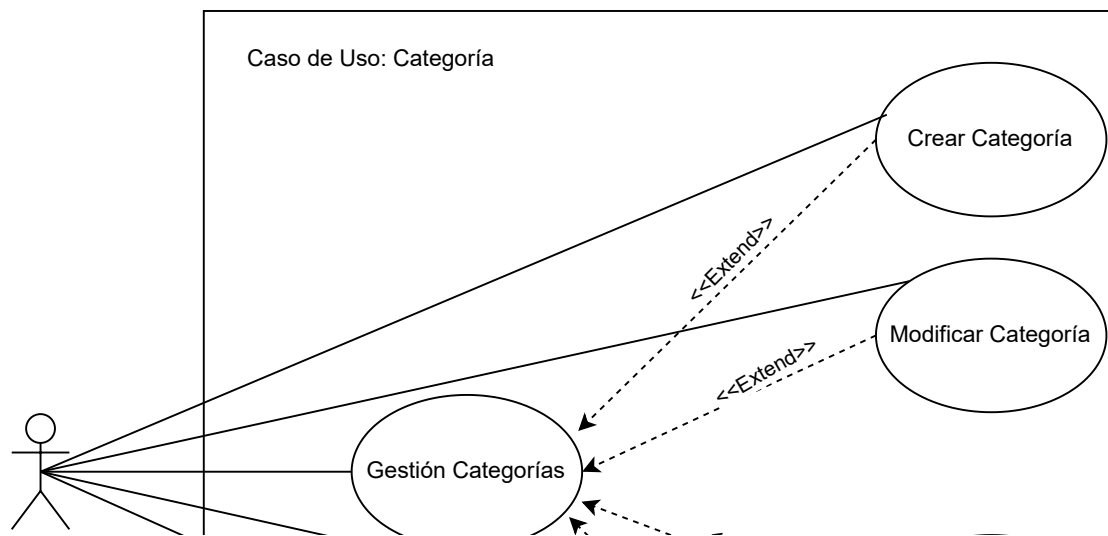 Caso de Uso: Categoría
Crear Categoría
<<Extend>>
Modificar Categoría
<<Extend>>
Gestión Categorías